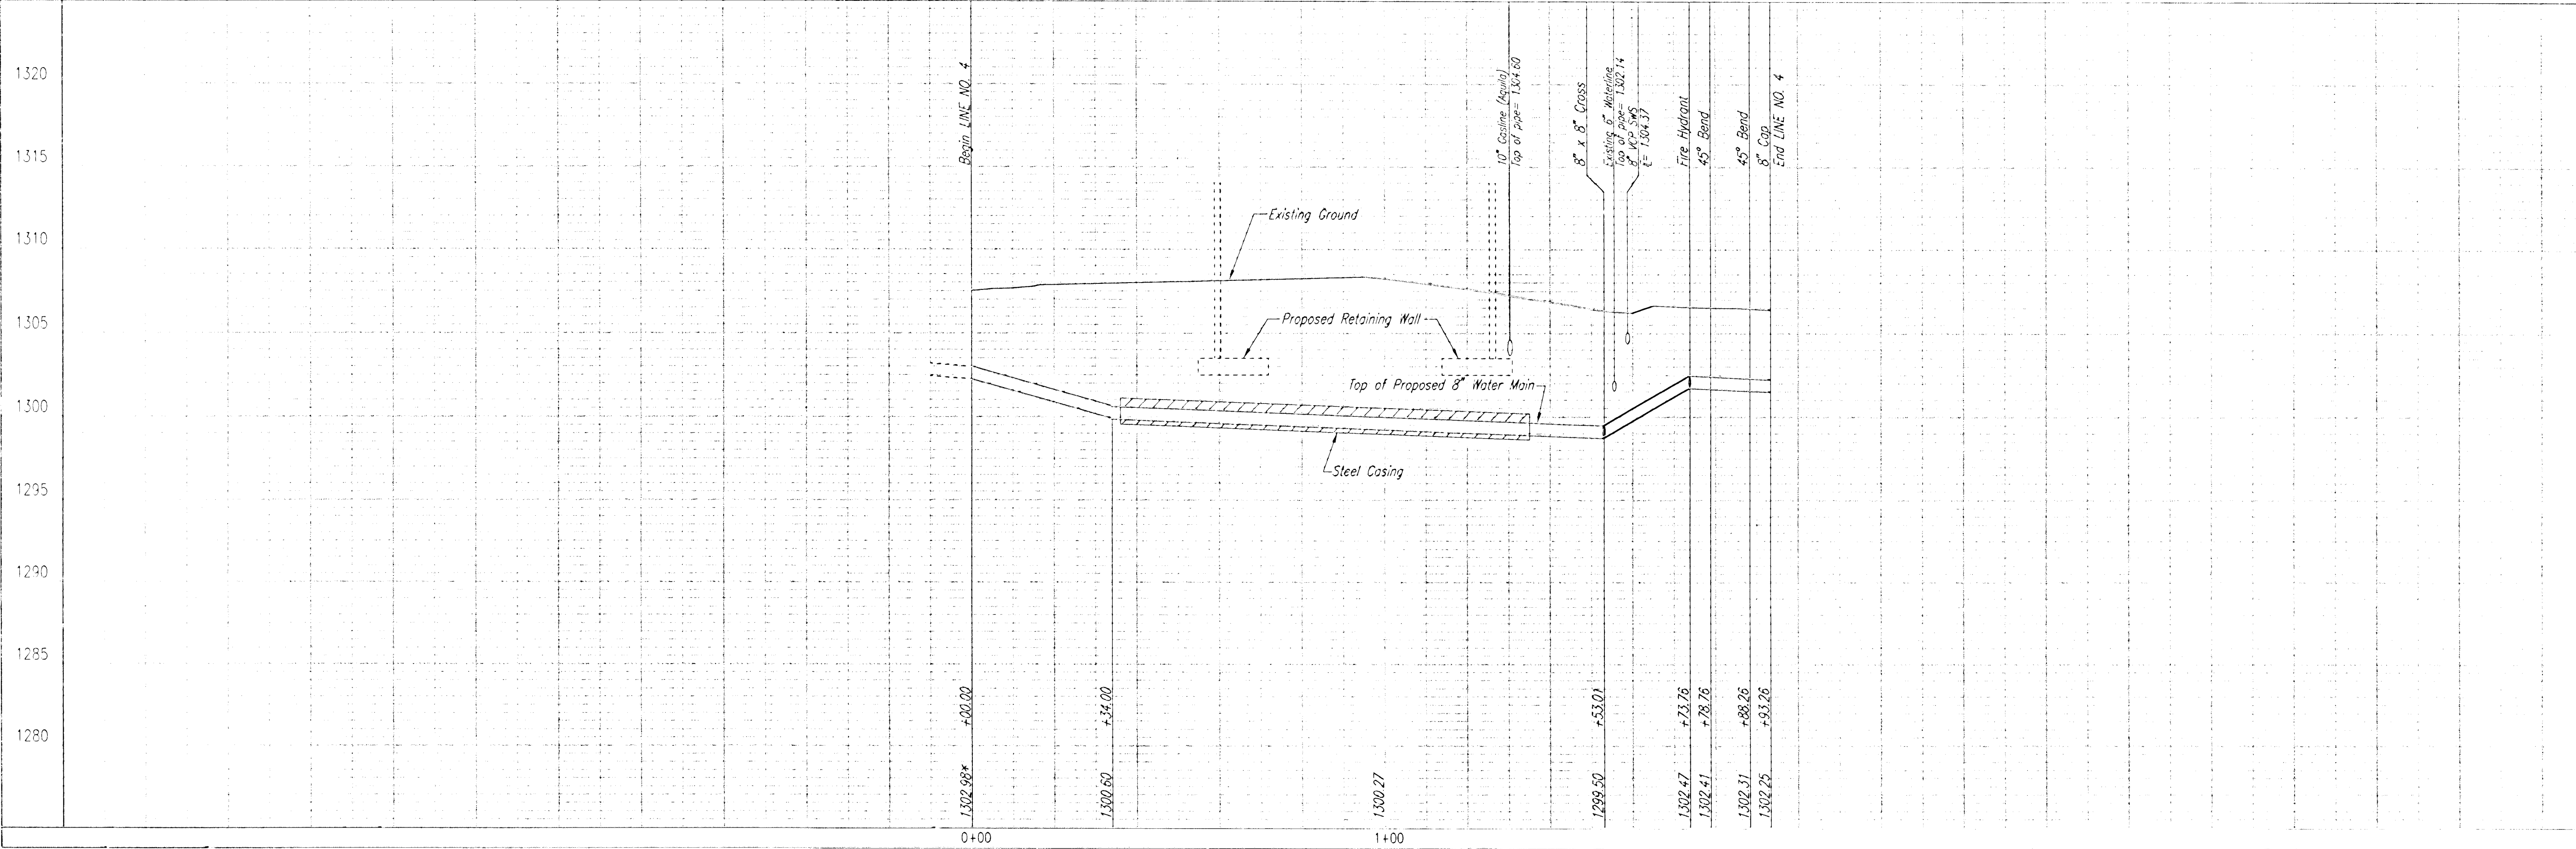 1320
1315
1310
1305
1300
1295
1290
1285
1280
Begin LINE NO. 4
10" Gasline (Aquila)
Top of pipe= 1304.60
8" x 8" Cross
Existing 6" Waterline
Top of pipe= 1302.14
8" VCP SWS
1304.37
Fire Hydrant
45° Bend
45° Bend
8" Cap
End LINE NO. 4
Existing Ground
Proposed Retaining Wall
Top of Proposed 8" Water Main
Steel Casing
+00.00
+34.00
+53.01
+73.76
+78.76
+88.26
+93.26
1302.98*
1300.60
1300.27
1299.50
1302.47
1302.41
1302.31
1302.25
0+00
1+00